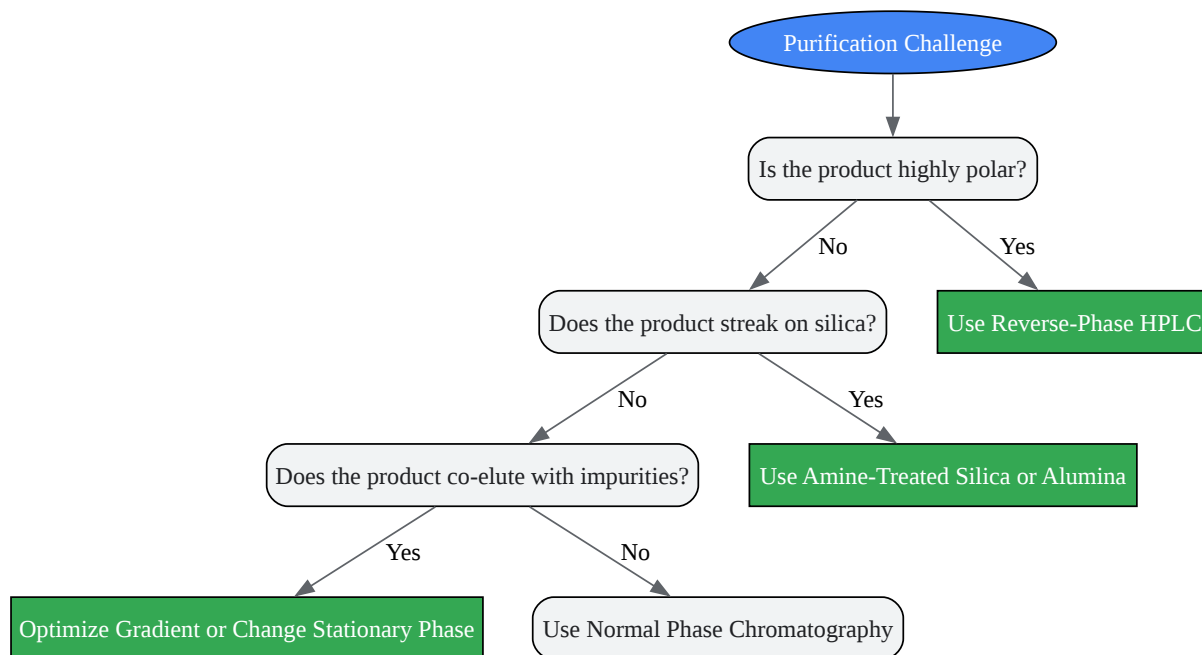 Purification Challenge
Is the product highly polar?
No
Yes
Does the product streak on silica?
Use Reverse-Phase HPLC
No
Yes
Does the product co-elute with impurities?
Use Amine-Treated Silica or Alumina
Yes
No
Optimize Gradient or Change Stationary Phase
Use Normal Phase Chromatography